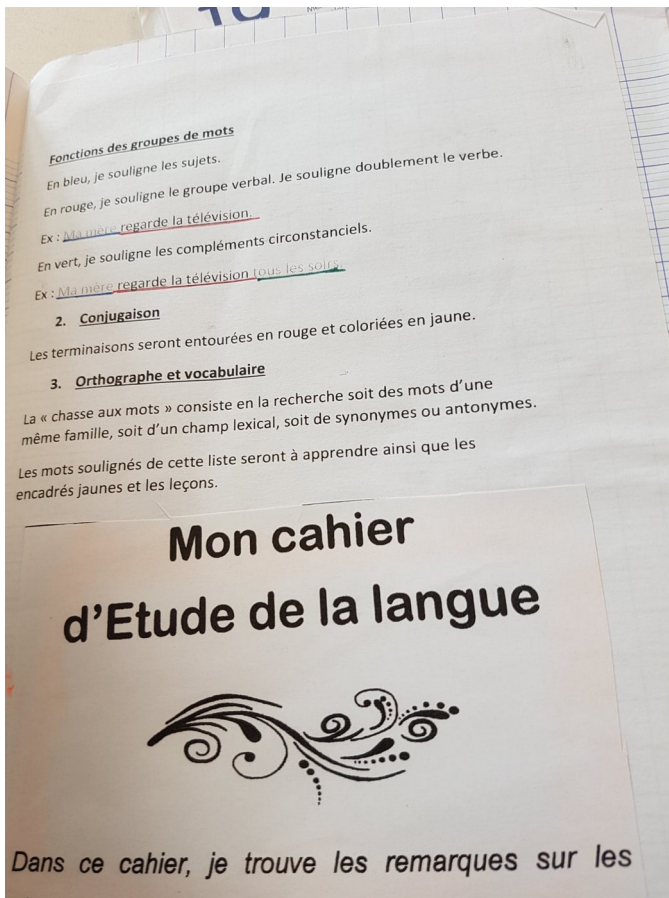 Fonctions des groupes de mots
En bleu, je souligne les sujets.
En rouge, je souligne le groupe verbal. Je souligne doublement le verbe.
Ex : Ma mère regarde la télévision.
En vert, je souligne les compléments circonstanciels.
Ex : Ma mère regarde la télévision tous les soirs.
2. Conjugaison
Les terminaisons seront entourées en rouge et coloriées en jaune.
3. Orthographe et vocabulaire
La « chasse aux mots » consiste en la recherche soit des mots d'une
même famille, soit d'un champ lexical, soit de synonymes ou antonymes.
Les mots soulignés de cette liste seront à apprendre ainsi que les
encadrés jaunes et les leçons.
Mon cahier
d'Etude de la langue
Dans ce cahier, je trouve les remarques sur les